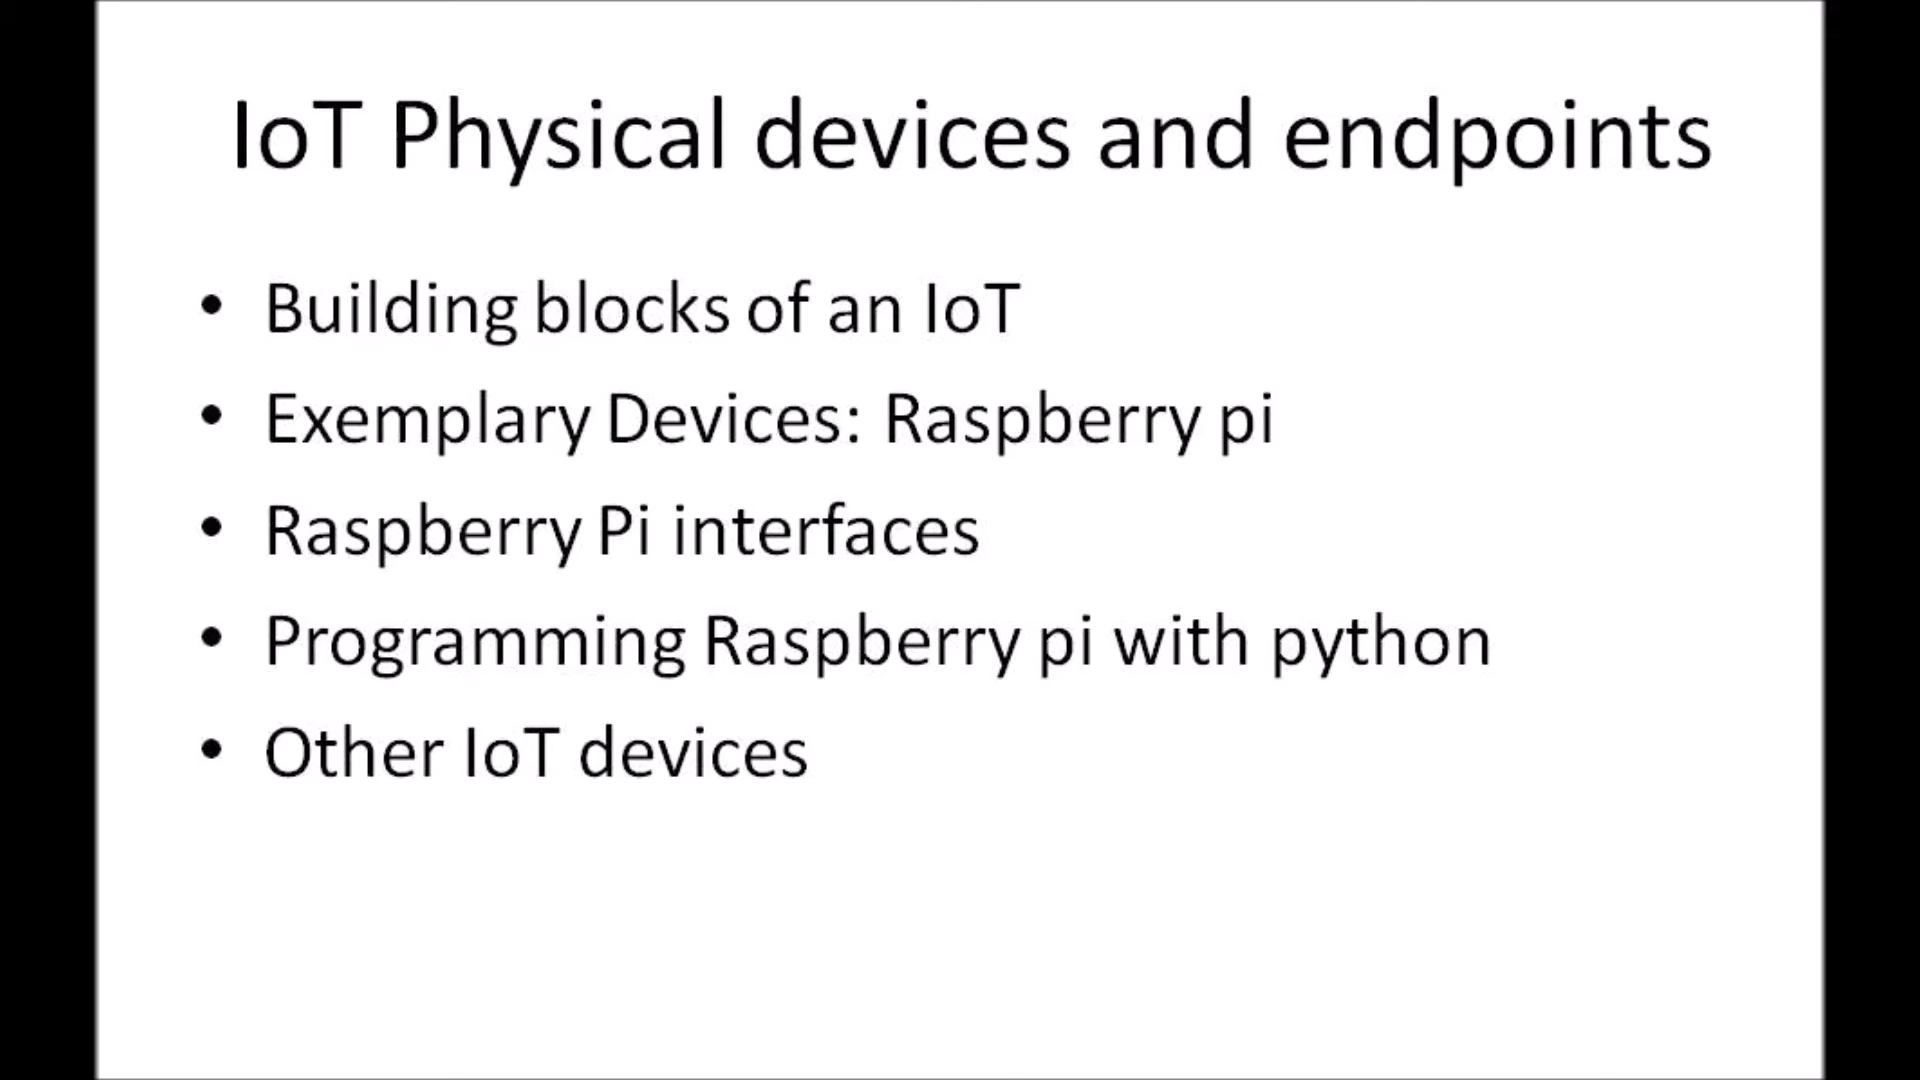 IoT Physical devices and endpoints
• Building blocks of an IoT
• Exemplary Devices: Raspberry pi
• Raspberry Pi interfaces
• Programming Raspberry pi with python
• Other IoT devices